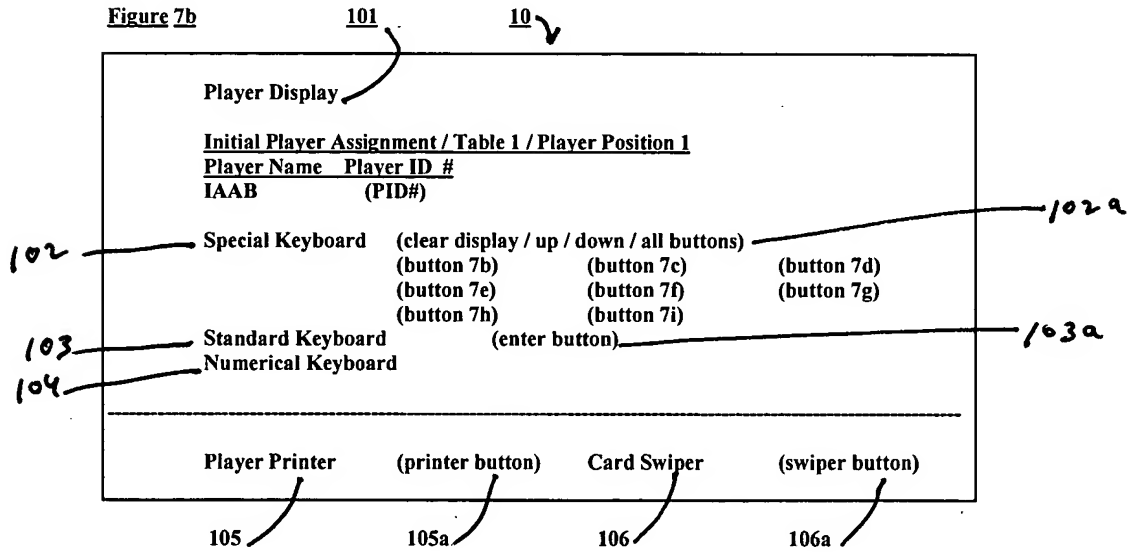 Figure 7b 101 10
Player Display
Initial Player Assignment / Table 1 / Player Position 1
Player Name Player ID #
IAAB (PID#)
102 Special Keyboard (clear display / up / down / all buttons) 102a
(button 7b) (button 7c) (button 7d)
(button 7e) (button 7f) (button 7g)
(button 7h) (button 7i)
103 Standard Keyboard (enter button) 103a
104 Numerical Keyboard
Player Printer (printer button) Card Swiper (swiper button)
105 105a 106 106a